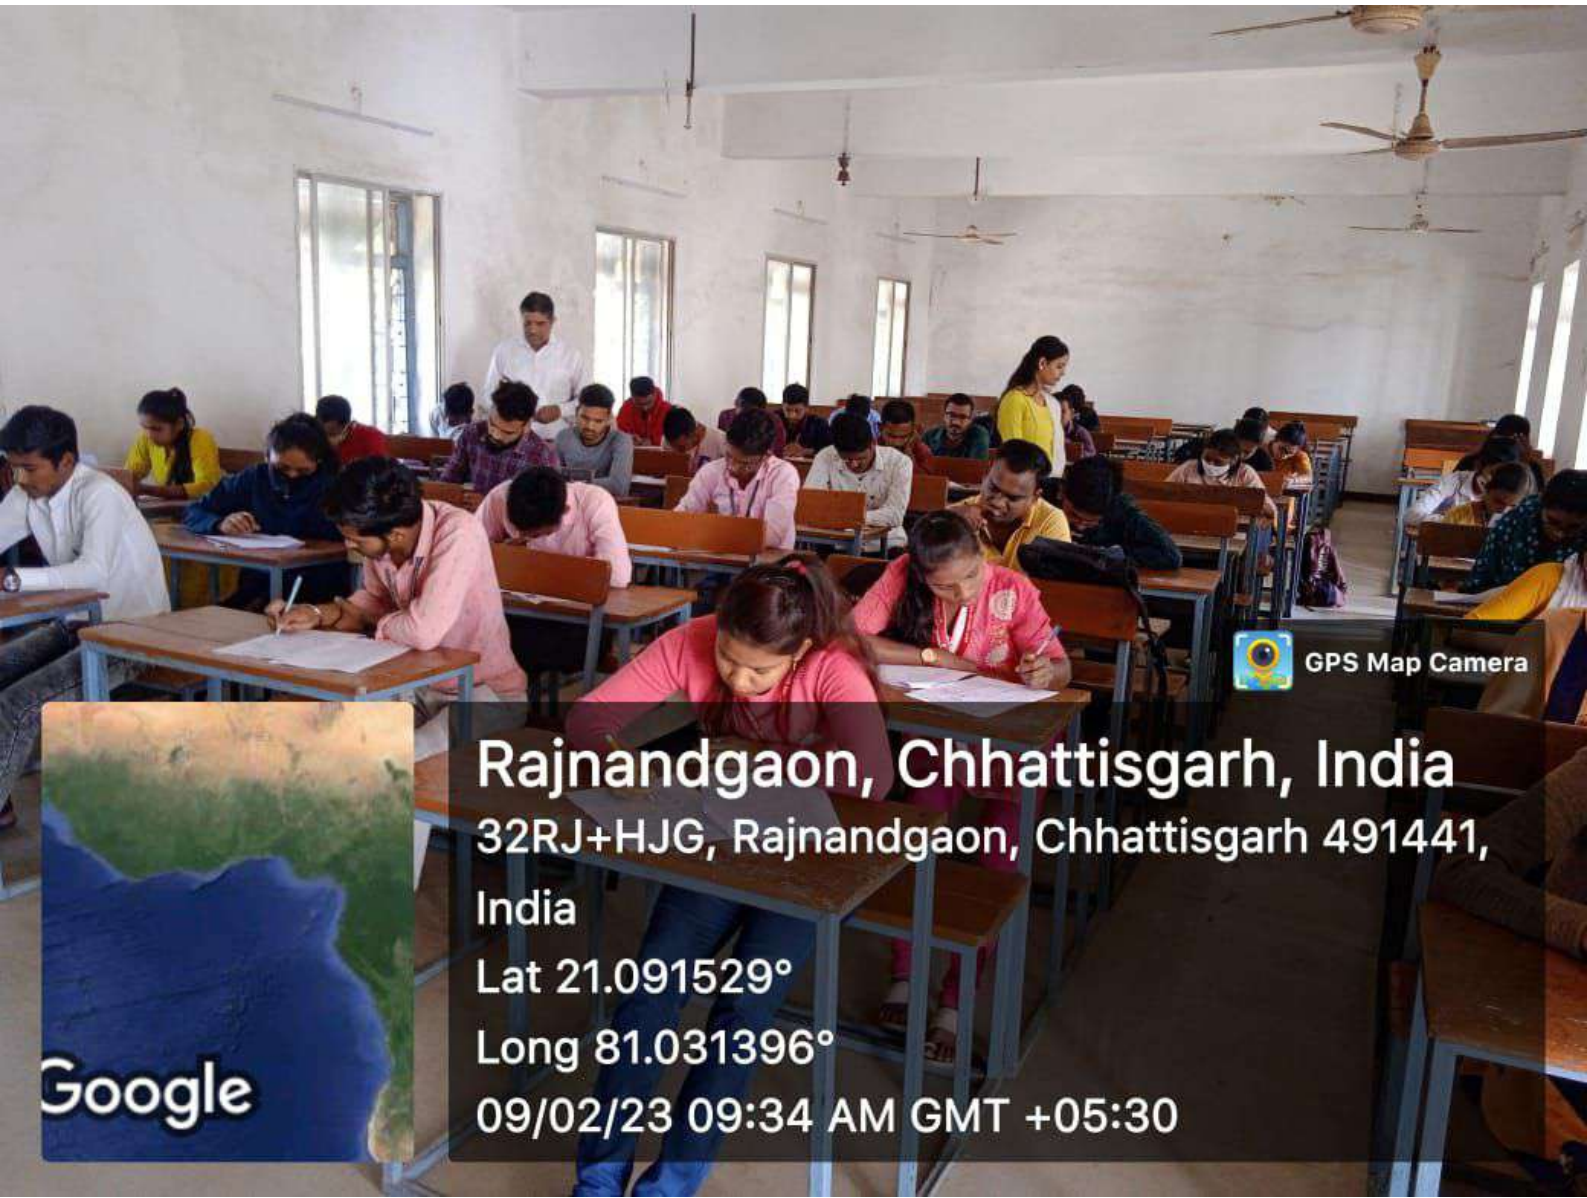 GPS Map Camera
Rajnandgaon, Chhattisgarh, India
32RJ+HJG, Rajnandgaon, Chhattisgarh 491441,
India
Lat 21.091529°
Long 81.031396°
09/02/23 09:34 AM GMT +05:30
Google